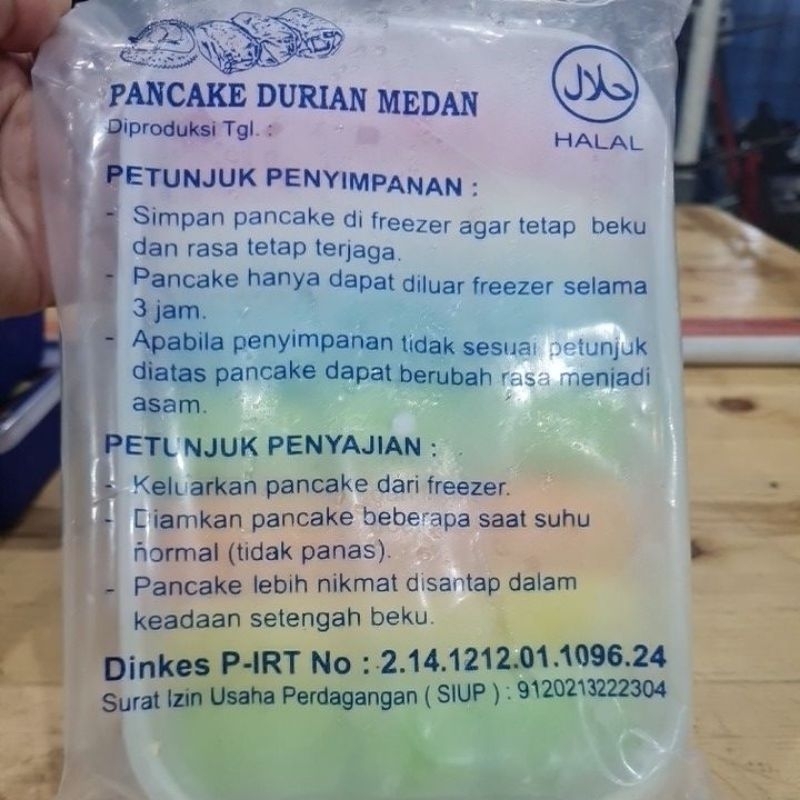 PANCAKE DURIAN MEDAN
Diproduksi Tgl. :
حلال
HALAL
PETUNJUK PENYIMPANAN :
- Simpan pancake di freezer agar tetap beku
dan rasa tetap terjaga.
- Pancake hanya dapat diluar freezer selama
3 jam.
- Apabila penyimpanan tidak sesuai petunjuk
diatas pancake dapat berubah rasa menjadi
asam.
PETUNJUK PENYAJIAN :
- Keluarkan pancake dari freezer.
- Diamkan pancake beberapa saat suhu
normal (tidak panas).
- Pancake lebih nikmat disantap dalam
keadaan setengah beku.
Dinkes P-IRT No : 2.14.1212.01.1096.24
Surat Izin Usaha Perdagangan ( SIUP ) : 9120213222304